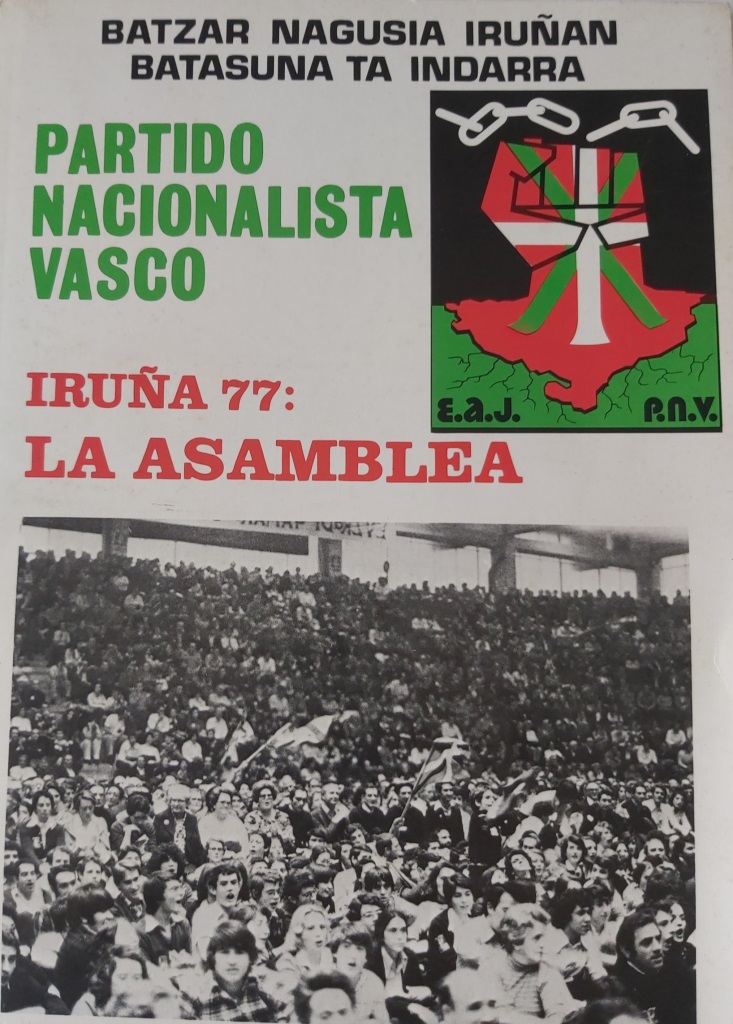 BATZAR NAGUSIA IRUÑAN
BATASUNA TA INDARRA
PARTIDO
NACIONALISTA
VASCO
E.A.J. P.N.V.
IRUÑA 77:
LA ASAMBLEA